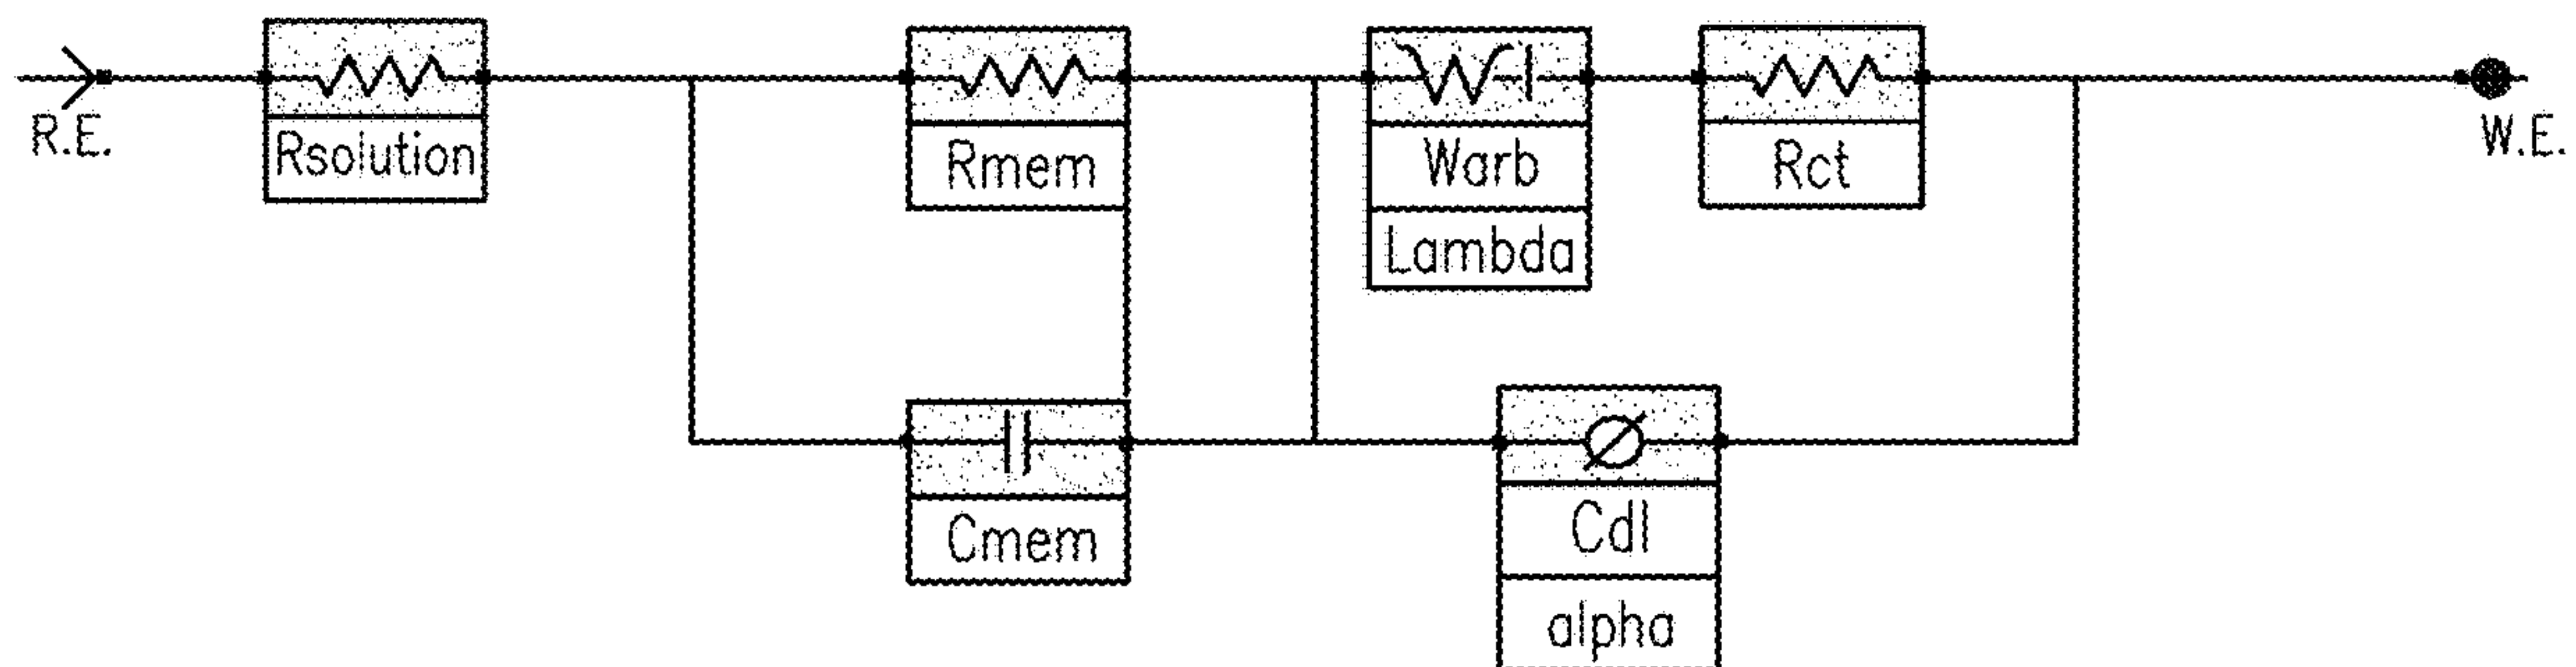 R.E.
Rsolution
Rmem
Warb
Lambda
Rct
W.E.
Cmem
Cdl
alpha